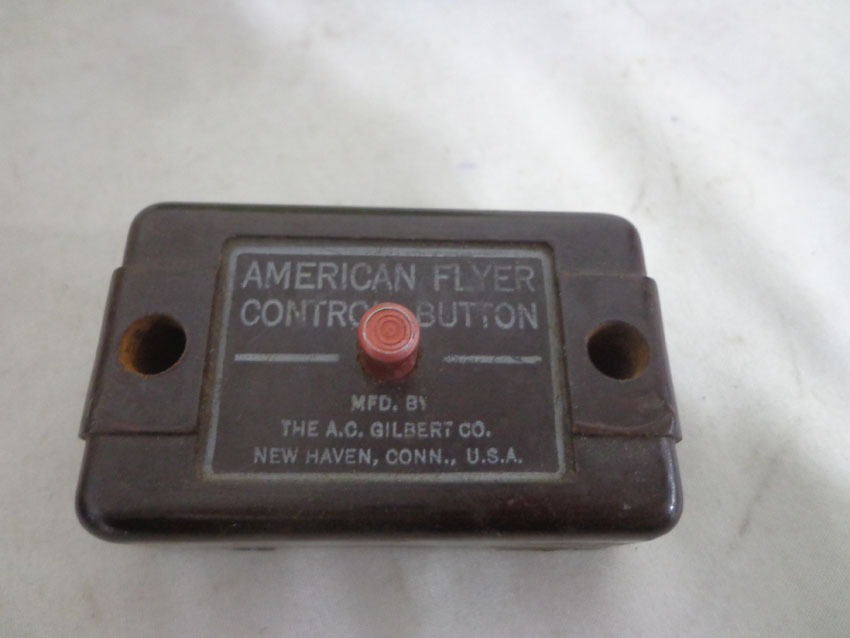 AMERICAN FLYER
CONTROL BUTTON
MFD. BY
THE A.C. GILBERT CO.
NEW HAVEN, CONN., U.S.A.